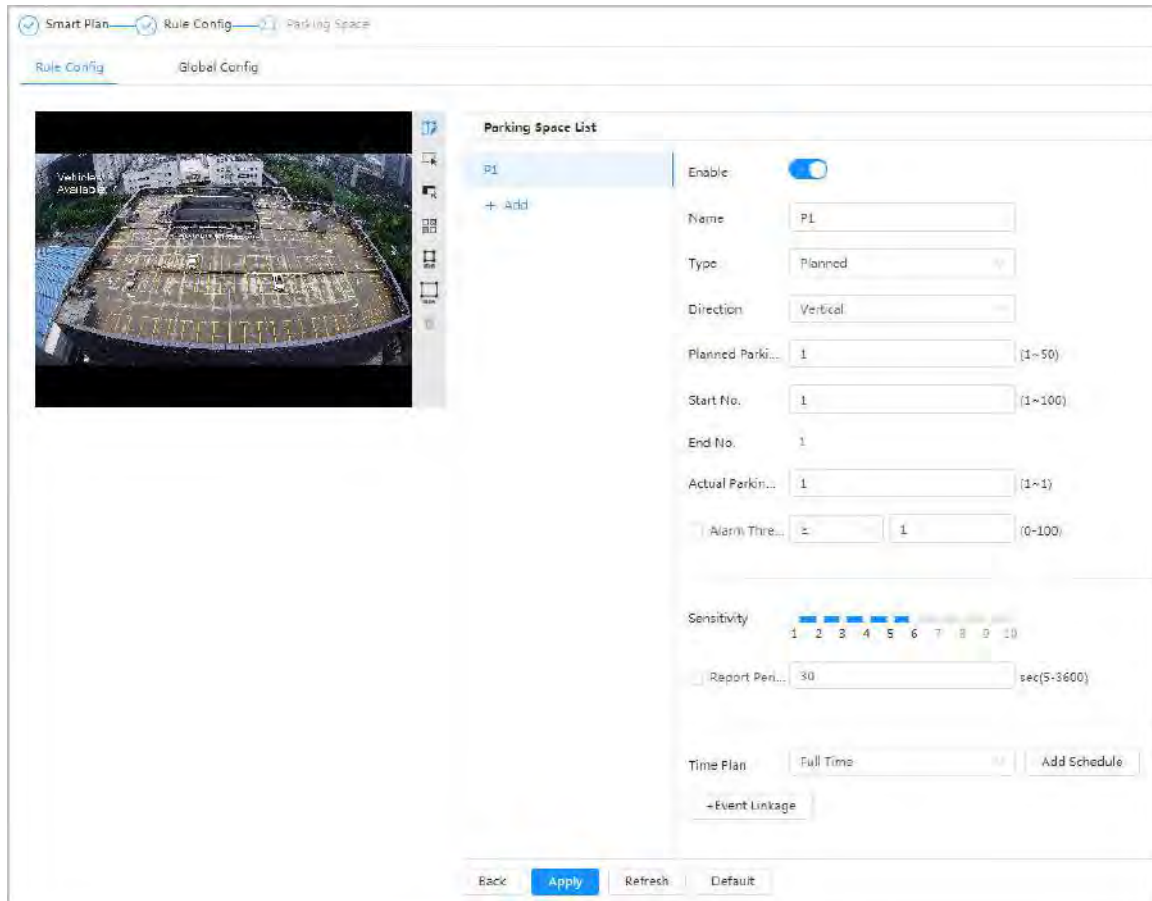 Smart Plan Rule Config 2.1 Parking Space
Rule Config Global Config
Vehicles:
Available:
Parking Space List
P1
+ Add
Enable
Name P1
Type Planned
Direction Vertical
Planned Parki... 1 (1~50)
Start No. 1 (1~100)
End No. 1
Actual Parkin... 1 (1~1)
Alarm Thre... 1 (0-100)
Sensitivity
1 2 3 4 5 6 7 8 9 10
Report Peri... 30 sec(5-3600)
Time Plan Full Time Add Schedule
+Event Linkage
Back Apply Refresh Default